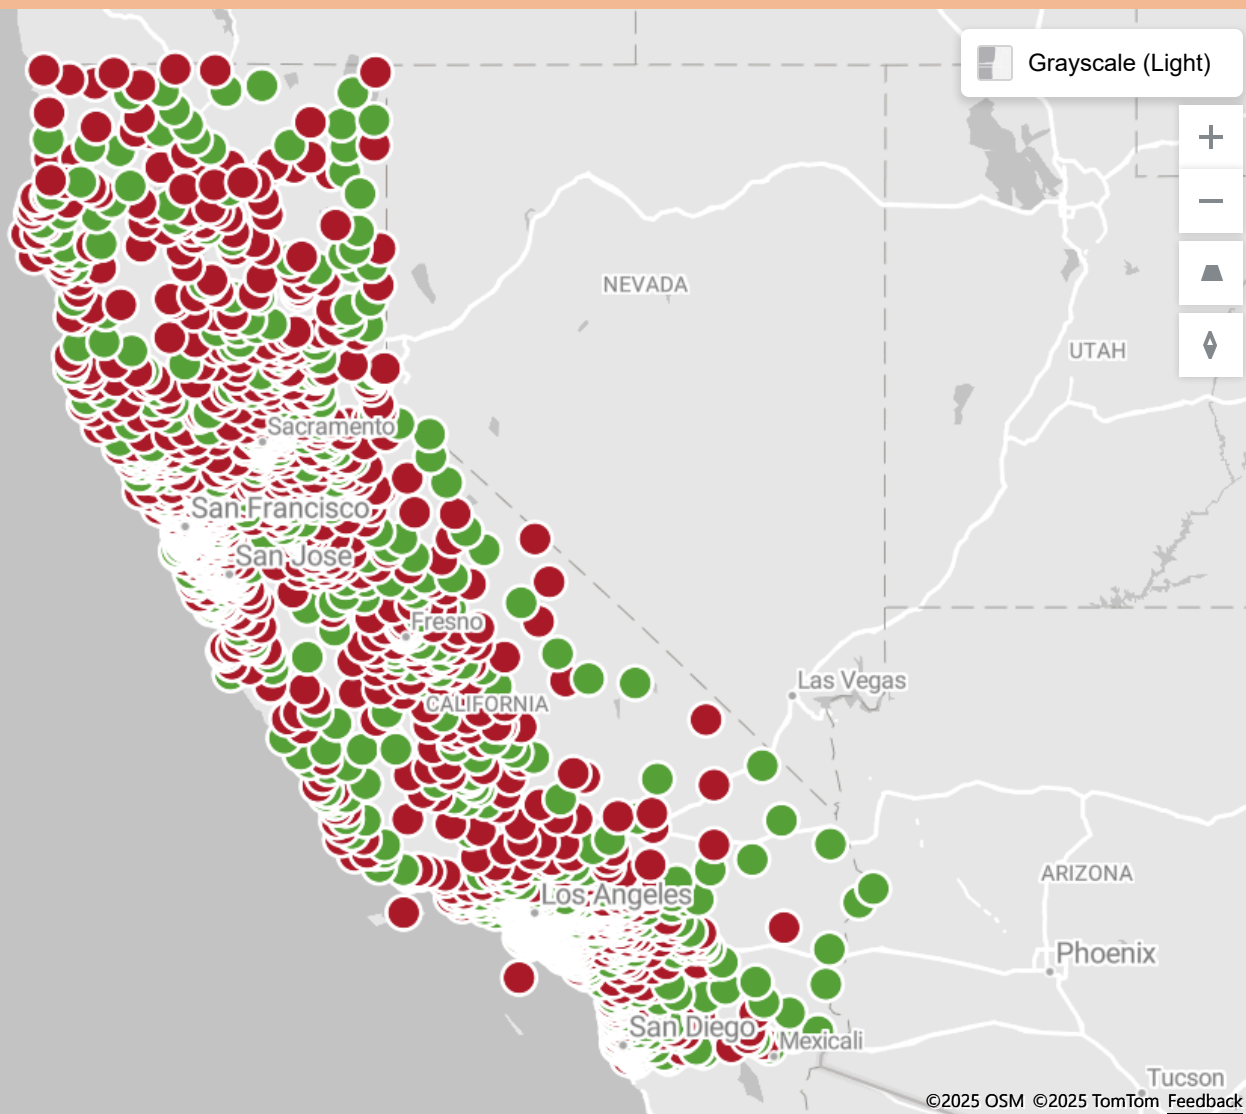 Grayscale (Light)
NEVADA
UTAH
Sacramento
San Francisco
San Jose
Fresno
Las Vegas
CALIFORNIA
ARIZONA
Los Angeles
Phoenix
San Diego
Mexicali
Tucson
©2025 OSM ©2025 TomTom Feedback